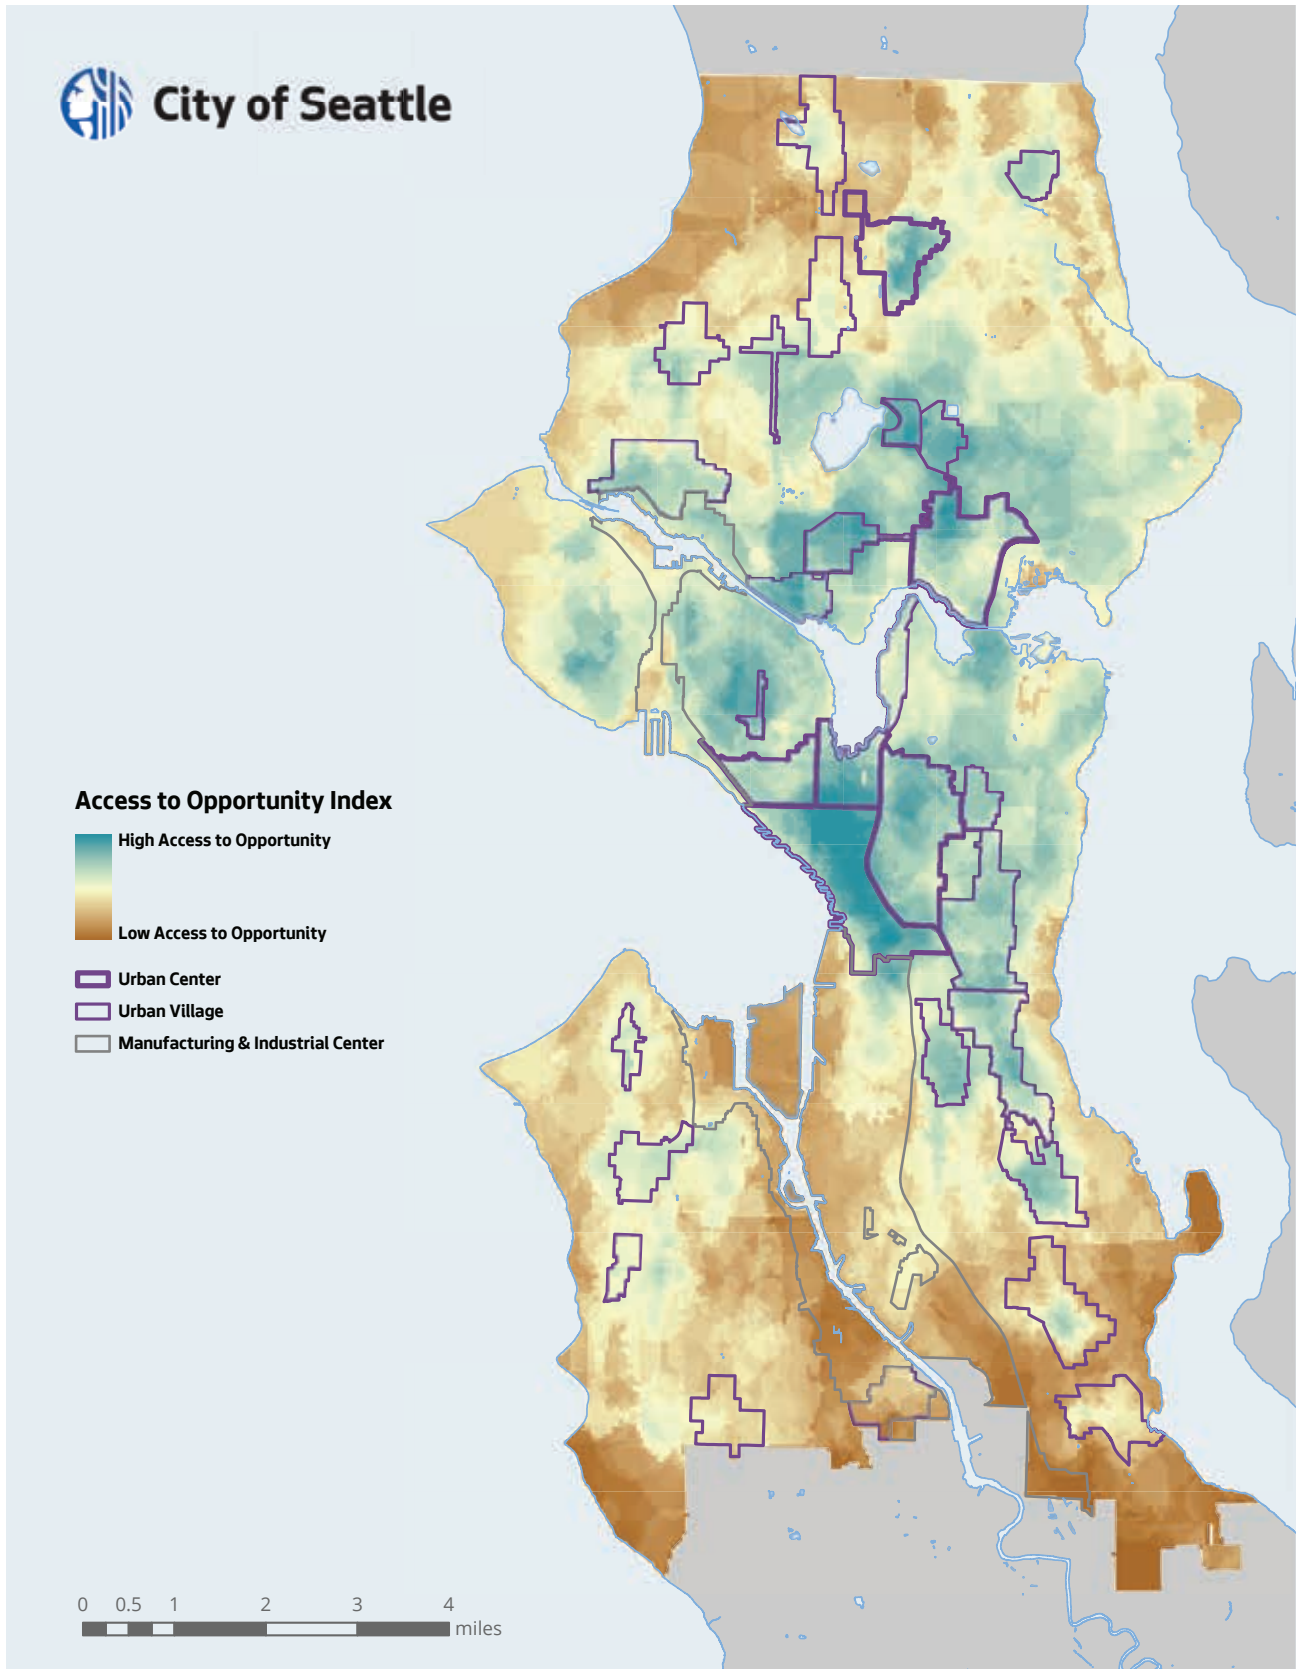 City of Seattle
Access to Opportunity Index
High Access to Opportunity
Low Access to Opportunity
Urban Center
Urban Village
Manufacturing & Industrial Center
0 0.5 1 2 3 4
miles